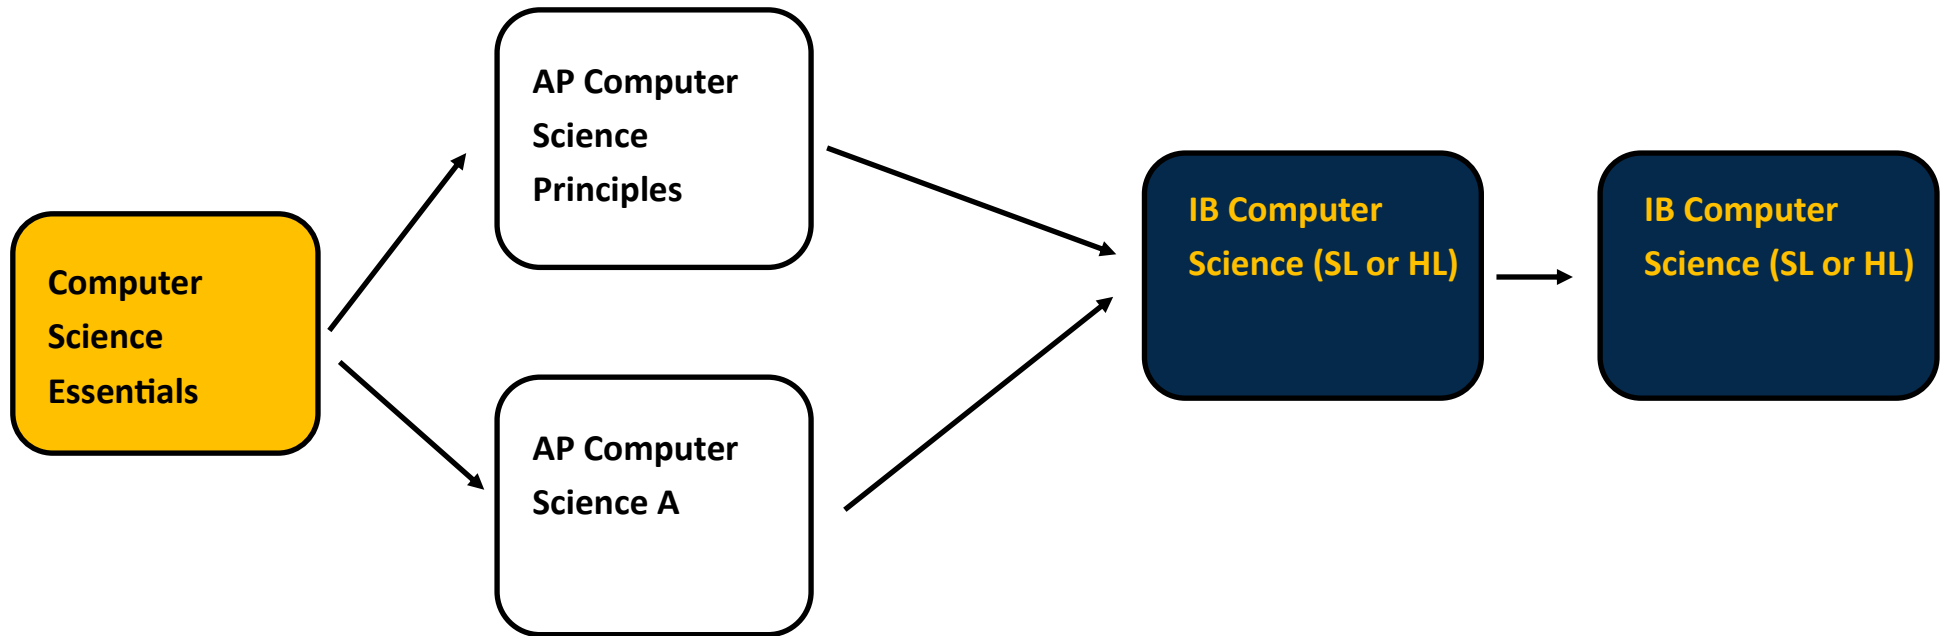 Computer
Science
Essentials
AP Computer
Science
Principles
AP Computer
Science A
IB Computer
Science (SL or HL)
IB Computer
Science (SL or HL)